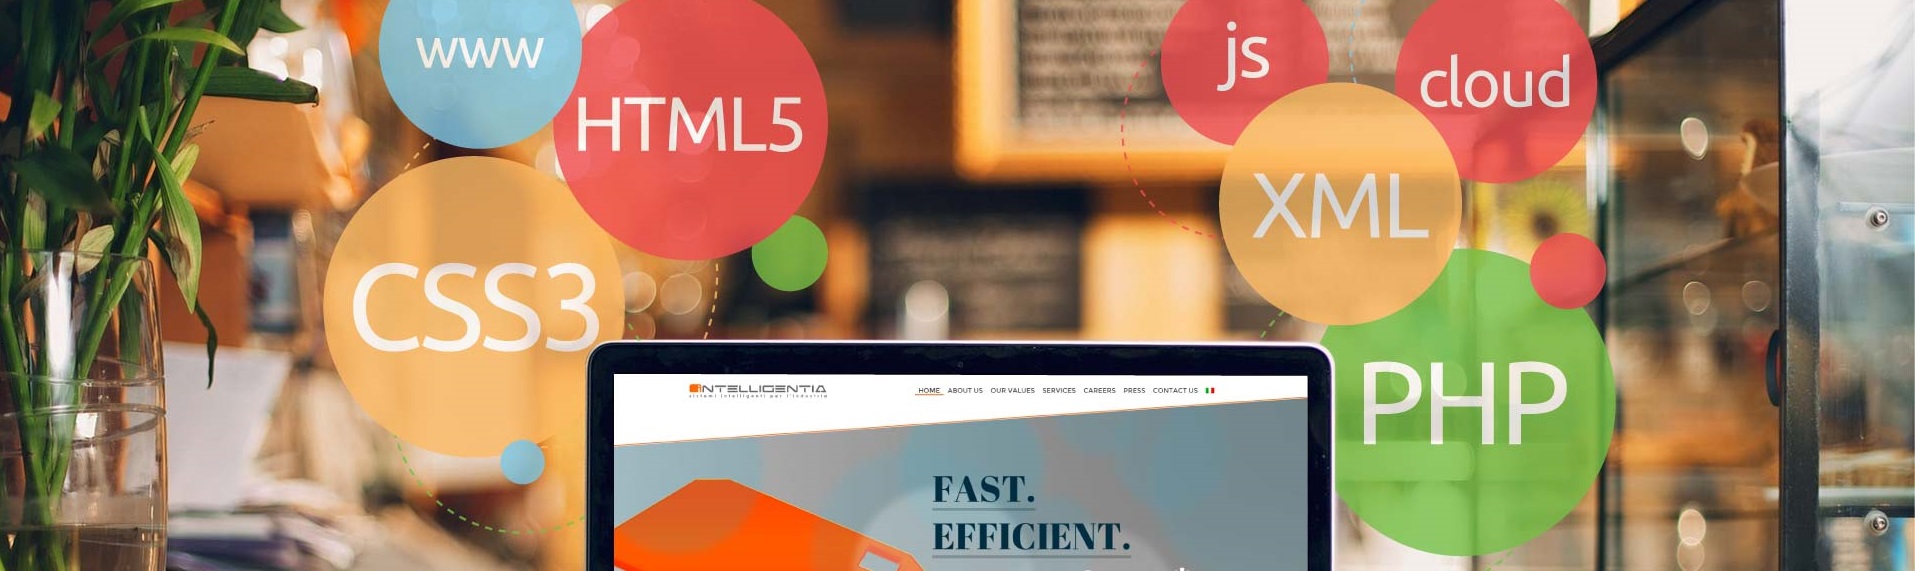 www
HTML5
CSS3
js
cloud
XML
PHP
INTELLIGENTIA
sistemi intelligenti per l'industria
HOME ABOUT US OUR VALUES SERVICES CAREERS PRESS CONTACT US
FAST.
EFFICIENT.